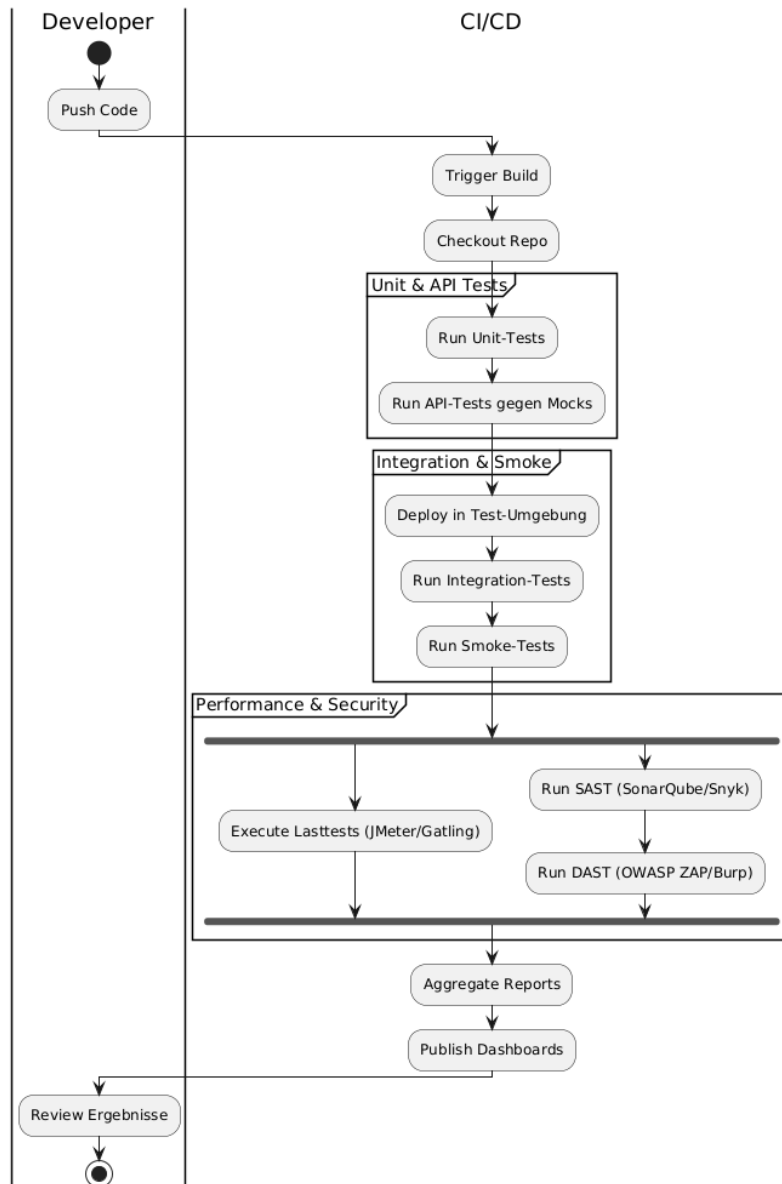 Developer
CI/CD
Push Code
Trigger Build
Checkout Repo
Unit & API Tests
Run Unit-Tests
Run API-Tests gegen Mocks
Integration & Smoke
Deploy in Test-Umgebung
Run Integration-Tests
Run Smoke-Tests
Performance & Security
Execute Lasttests (JMeter/Gatling)
Run SAST (SonarQube/Snyk)
Run DAST (OWASP ZAP/Burp)
Aggregate Reports
Publish Dashboards
Review Ergebnisse